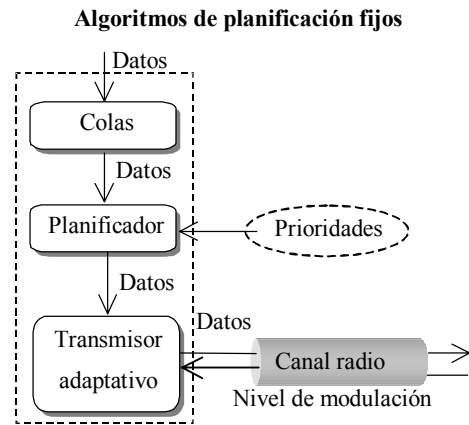 Algoritmos de planificación fijos
Datos
Colas
Datos
Planificador
Prioridades
Datos
Transmisor
adaptativo
Datos
Canal radio
Nivel de modulación